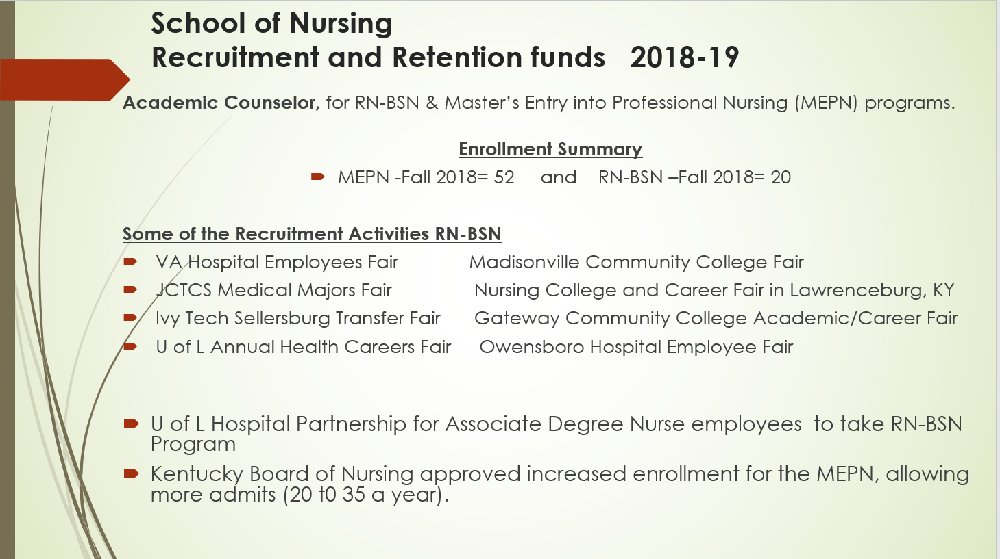 School of Nursing
Recruitment and Retention funds 2018-19
Academic Counselor, for RN-BSN & Master’s Entry into Professional Nursing (MEPN) programs.
Enrollment Summary
MEPN -Fall 2018= 52 and RN-BSN –Fall 2018= 20
Some of the Recruitment Activities RN-BSN
VA Hospital Employees Fair Madisonville Community College Fair
JCTCS Medical Majors Fair Nursing College and Career Fair in Lawrenceburg, KY
Ivy Tech Sellersburg Transfer Fair Gateway Community College Academic/Career Fair
U of L Annual Health Careers Fair Owensboro Hospital Employee Fair
U of L Hospital Partnership for Associate Degree Nurse employees to take RN-BSN
Program
Kentucky Board of Nursing approved increased enrollment for the MEPN, allowing
more admits (20 t0 35 a year).